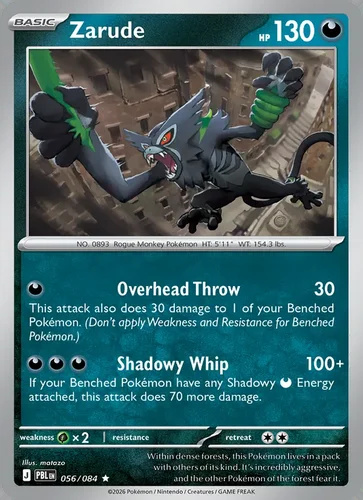 BASIC Zarude HP 130
NO. 0893 Rogue Monkey Pokémon HT: 5'11" WT: 154.3 lbs.
Overhead Throw 30
This attack also does 30 damage to 1 of your Benched
Pokémon. (Don't apply Weakness and Resistance for Benched
Pokémon.)
Shadowy Whip 100+
If your Benched Pokémon have any Shadowy Energy
attached, this attack does 70 more damage.
weakness ×2 resistance retreat
Illus. matazo
Within dense forests, this Pokémon lives in a pack
with others of its kind. It's incredibly aggressive,
and the other Pokémon of the forest fear it.
J PBL EN 056/084 ★
©2026 Pokémon / Nintendo / Creatures / GAME FREAK